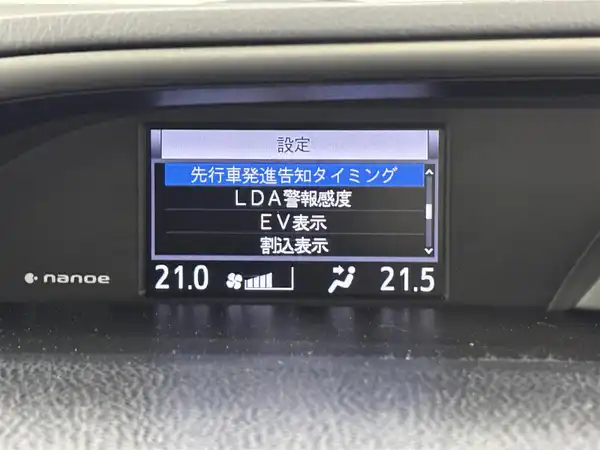 設定
先行車発進告知タイミング
ＬＤＡ警報感度
ＥＶ表示
割込表示
nanoe 21.0 21.5